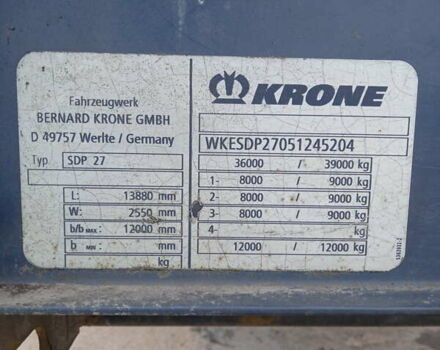 Fahrzeugwerk
BERNARD KRONE GMBH
D 49757 Werlte / Germany
Typ SDP 27
L: 13880 mm
W: 2550 mm
b/b MAX: 12000 mm
b MIN: mm
kg
KRONE
WKESDP27051245204
36000 / 39000 kg
1- 8000 / 9000 kg
2- 8000 / 9000 kg
3- 8000 / 9000 kg
4- kg
12000 / 12000 kg